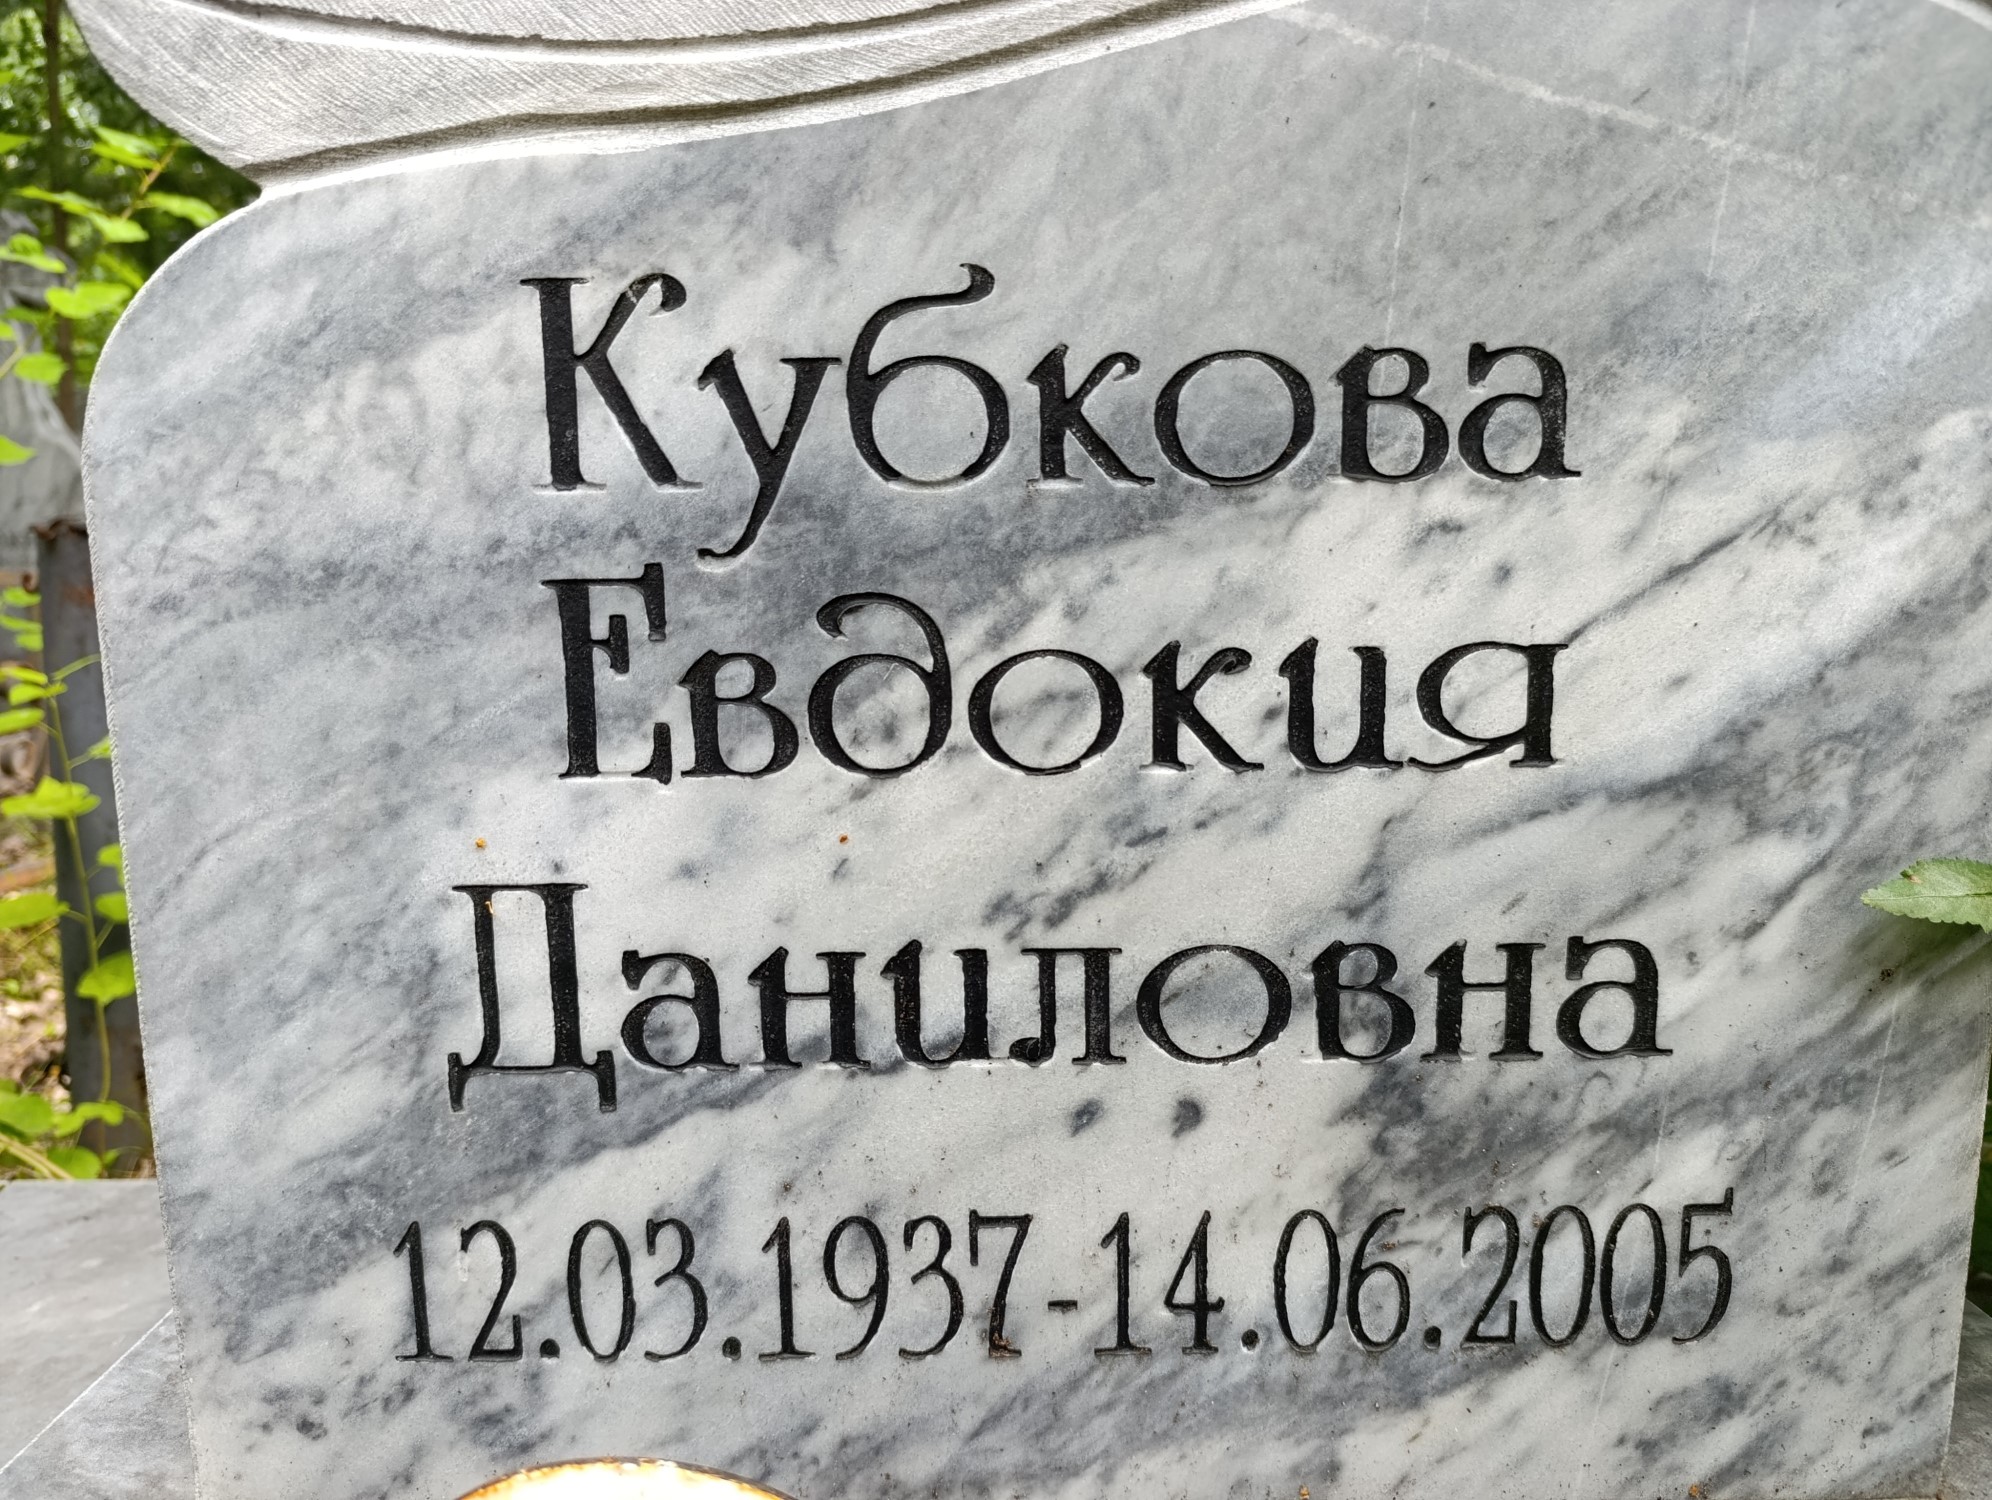 Кубкова
Евдокия
Даниловна
12.03.1937-14.06.2005